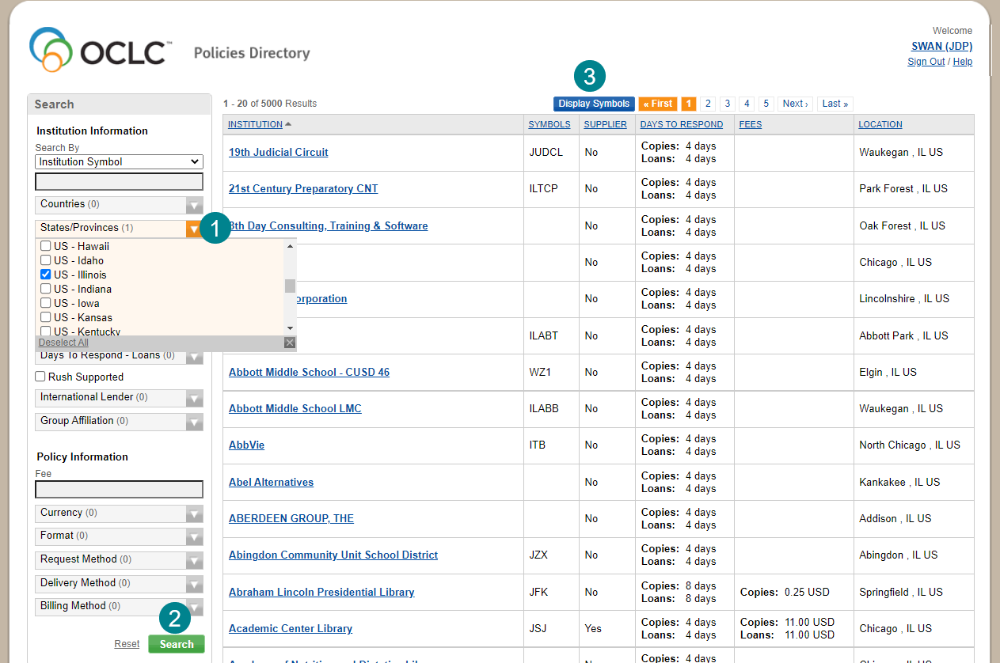 OCLC™
Policies Directory
Welcome
SWAN (JDP)
Sign Out / Help
Search
Institution Information
Search By
Institution Symbol
Countries (0)
States/Provinces (1)
1
US - Hawaii
US - Idaho
US - Illinois
US - Indiana
US - Iowa
US - Kansas
US - Kentucky
Deselect All
Days To Respond - Loans (0)
Rush Supported
International Lender (0)
Group Affiliation (0)
Policy Information
Fee
Currency (0)
Format (0)
Request Method (0)
Delivery Method (0)
Billing Method (0)
2
Reset Search
3
1 - 20 of 5000 Results Display Symbols « First 1 2 3 4 5 Next › Last »
INSTITUTION SYMBOLS SUPPLIER DAYS TO RESPOND FEES LOCATION
19th Judicial Circuit JUDCL No Copies: 4 days Waukegan , IL US
Loans: 4 days
21st Century Preparatory CNT ILTCP No Copies: 4 days Park Forest , IL US
Loans: 4 days
8th Day Consulting, Training & Software No Copies: 4 days Oak Forest , IL US
Loans: 4 days
No Copies: 4 days Chicago , IL US
Loans: 4 days
orporation No Copies: 4 days Lincolnshire , IL US
Loans: 4 days
ILABT No Copies: 4 days Abbott Park , IL US
Loans: 4 days
Abbott Middle School - CUSD 46 WZ1 No Copies: 4 days Elgin , IL US
Loans: 4 days
Abbott Middle School LMC ILABB No Copies: 4 days Waukegan , IL US
Loans: 4 days
AbbVie ITB No Copies: 4 days North Chicago , IL US
Loans: 4 days
Abel Alternatives No Copies: 4 days Kankakee , IL US
Loans: 4 days
ABERDEEN GROUP, THE No Copies: 4 days Addison , IL US
Loans: 4 days
Abingdon Community Unit School District JZX No Copies: 4 days Abingdon , IL US
Loans: 4 days
Abraham Lincoln Presidential Library JFK No Copies: 8 days Copies: 0.25 USD Springfield , IL US
Loans: 8 days
Academic Center Library JSJ Yes Copies: 4 days Copies: 11.00 USD Chicago , IL US
Loans: 4 days Loans: 11.00 USD
Copies: 4 days